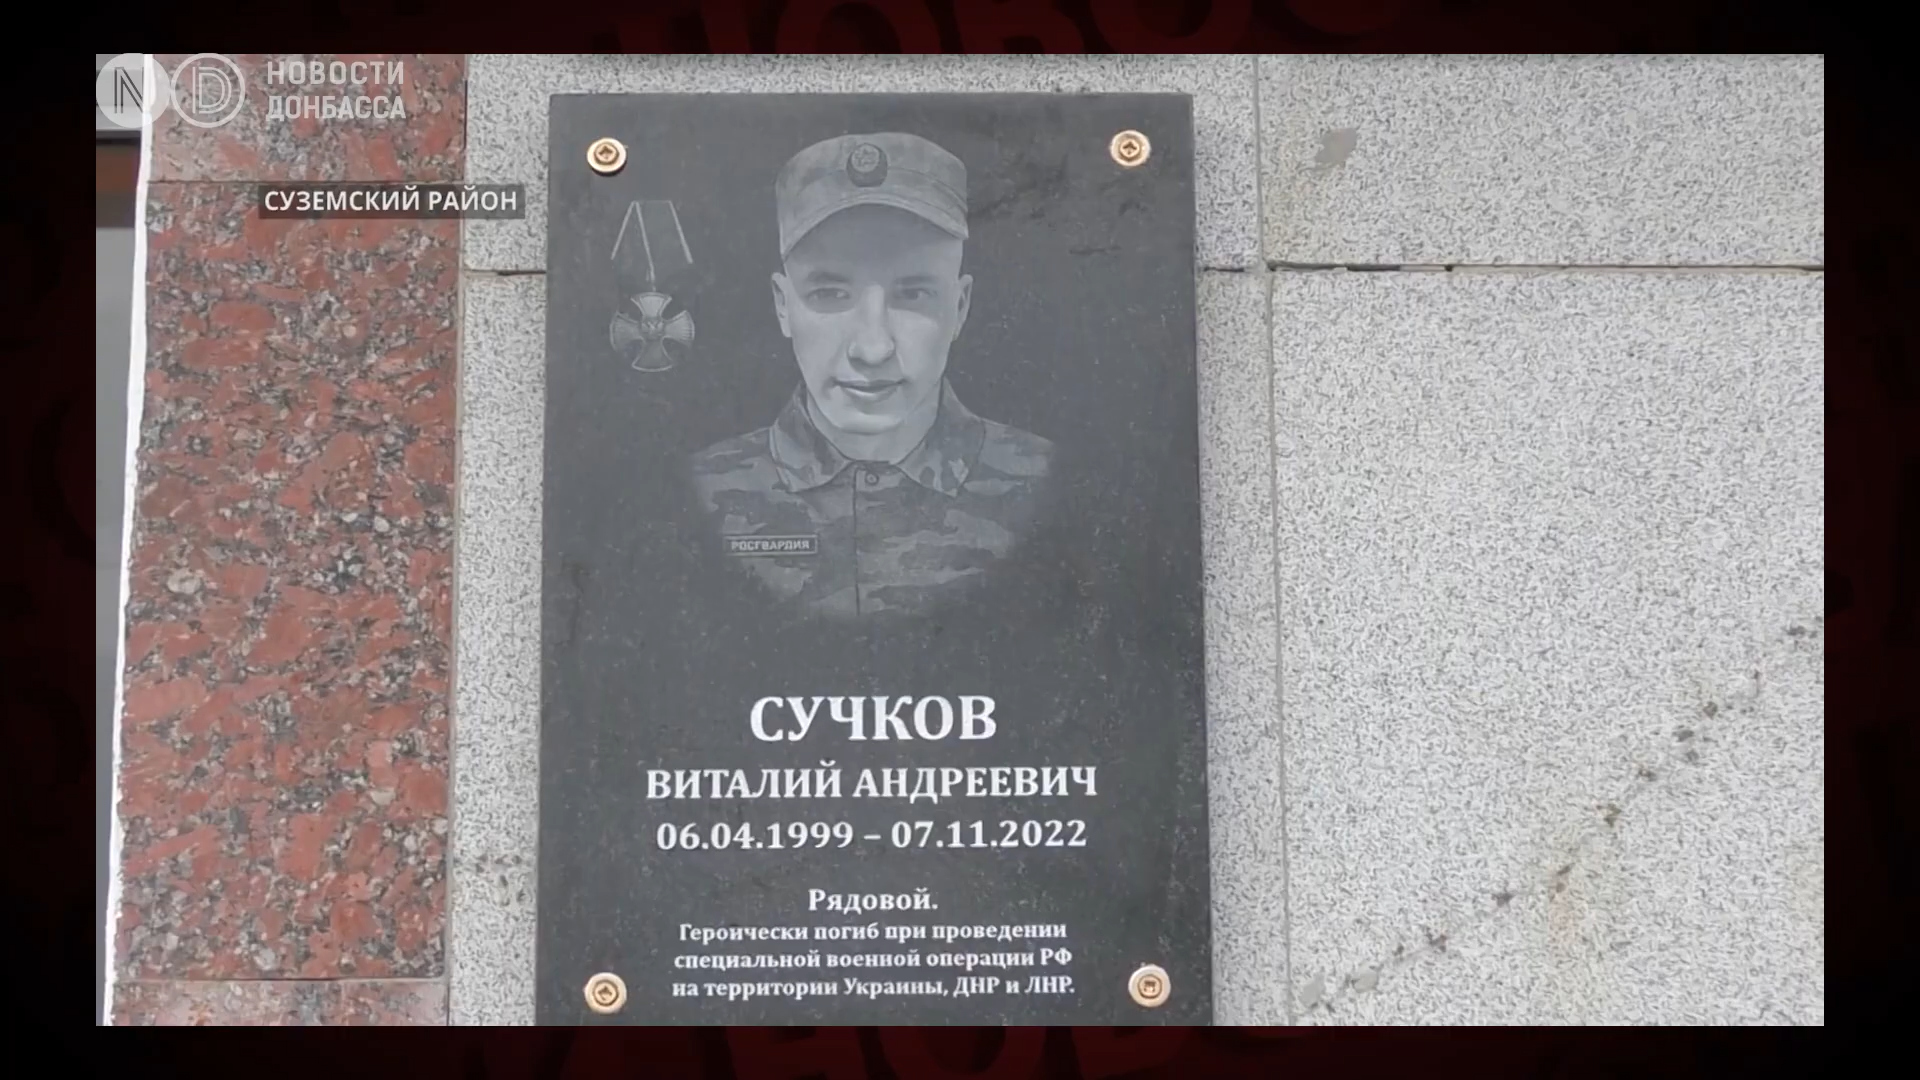 НОВОСТИ
ДОНБАССА
СУЗЕМСКИЙ РАЙОН
РОСГВАРДИЯ
СУЧКОВ
ВИТАЛИЙ АНДРЕЕВИЧ
06.04.1999 – 07.11.2022
Рядовой.
Героически погиб при проведении
специальной военной операции РФ
на территории Украины, ДНР и ЛНР.